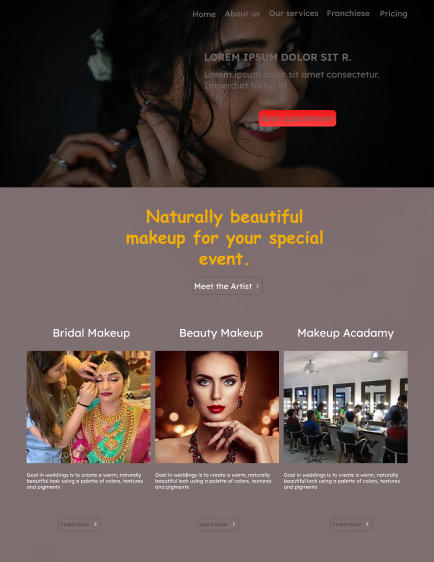 Home About us Our services Franchiese Pricing
LOREM IPSUM DOLOR SIT R.
Lorem ipsum dolor sit amet consectetur.
Imperdiet tortor id
Naturally beautiful
makeup for your special
event.
Meet the Artist >
Bridal Makeup Beauty Makeup Makeup Acadamy
Goal in weddings is to create a warm, naturally
beautiful look using a palette of colors, textures
and pigments
Goal in weddings is to create a warm, naturally
beautiful look using a palette of colors, textures
and pigments
Goal in weddings is to create a warm, naturally
beautiful look using a palette of colors, textures
and pigments
Learn more > Learn more > Learn more >